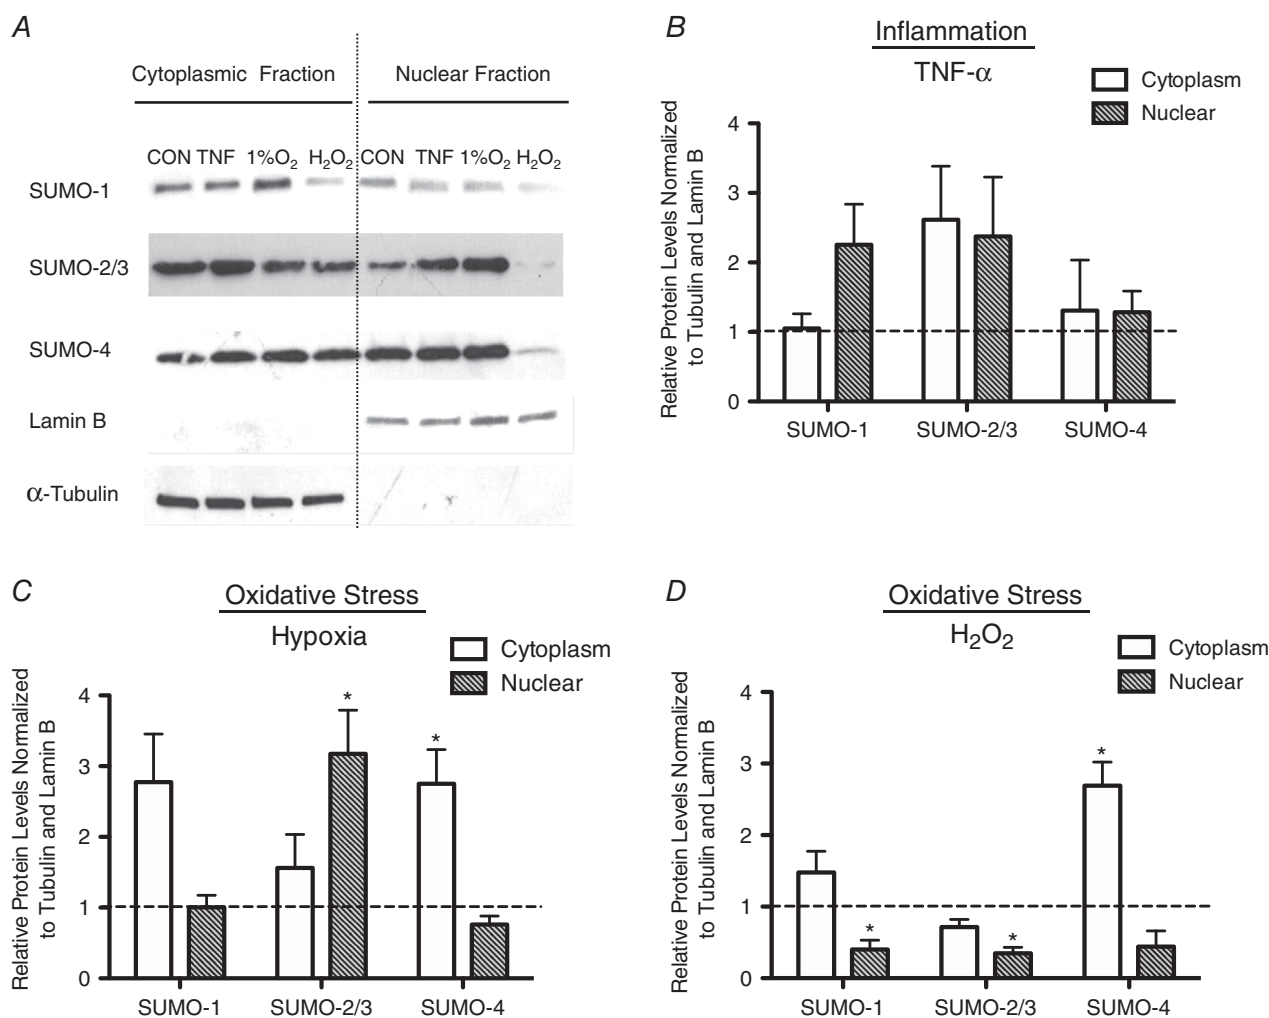 A
Cytoplasmic Fraction Nuclear Fraction
CON TNF 1%O₂ H₂O₂ CON TNF 1%O₂ H₂O₂
SUMO-1
SUMO-2/3
SUMO-4
Lamin B
α-Tubulin
B
Inflammation
TNF-α
Cytoplasm
Nuclear
Relative Protein Levels Normalized
to Tubulin and Lamin B
4
3
2
1
0
SUMO-1 SUMO-2/3 SUMO-4
C
Oxidative Stress
Hypoxia
Cytoplasm
Nuclear
Relative Protein Levels Normalized
to Tubulin and Lamin B
4
3
2
1
0
*
*
SUMO-1 SUMO-2/3 SUMO-4
D
Oxidative Stress
H₂O₂
Cytoplasm
Nuclear
Relative Protein Levels Normalized
to Tubulin and Lamin B
4
3
2
1
0
*
*
*
SUMO-1 SUMO-2/3 SUMO-4